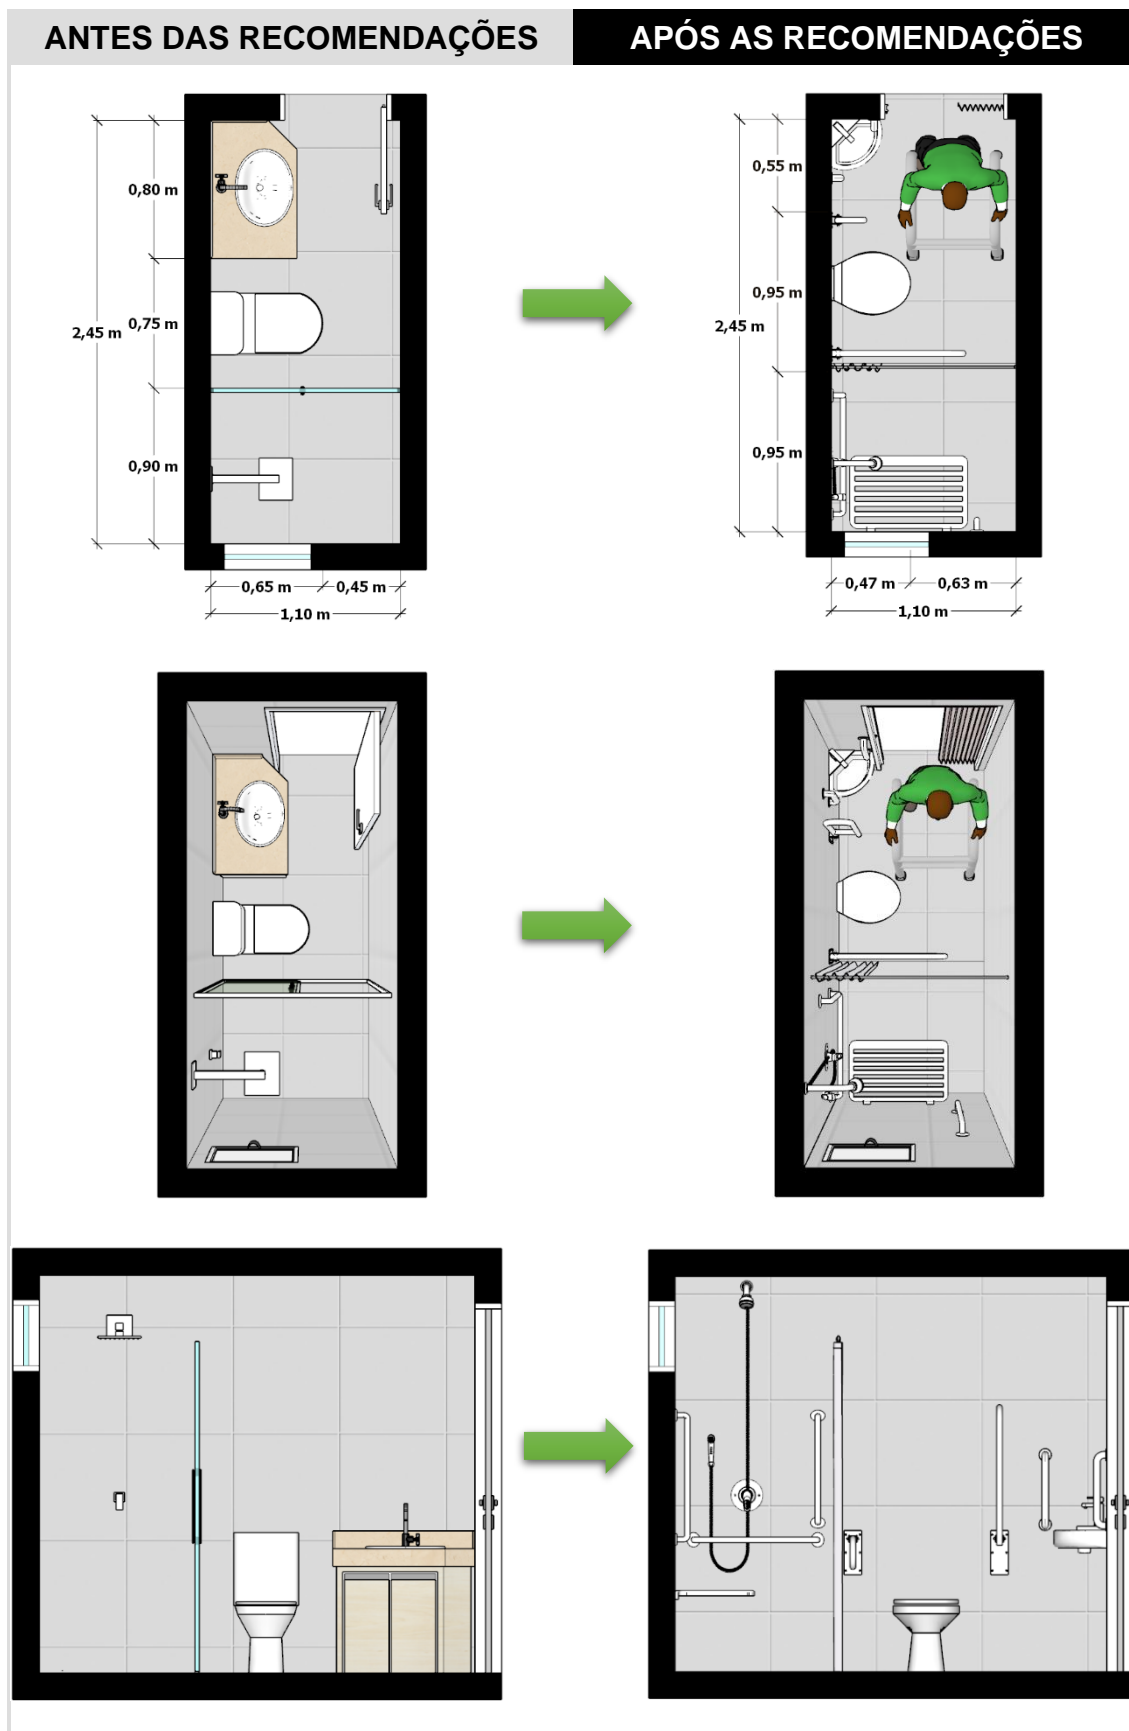 ANTES DAS RECOMENDAÇÕES
APÓS AS RECOMENDAÇÕES
0,80 m
2,45 m
0,75 m
0,90 m
0,65 m
0,45 m
1,10 m
0,55 m
0,95 m
2,45 m
0,95 m
0,47 m
0,63 m
1,10 m